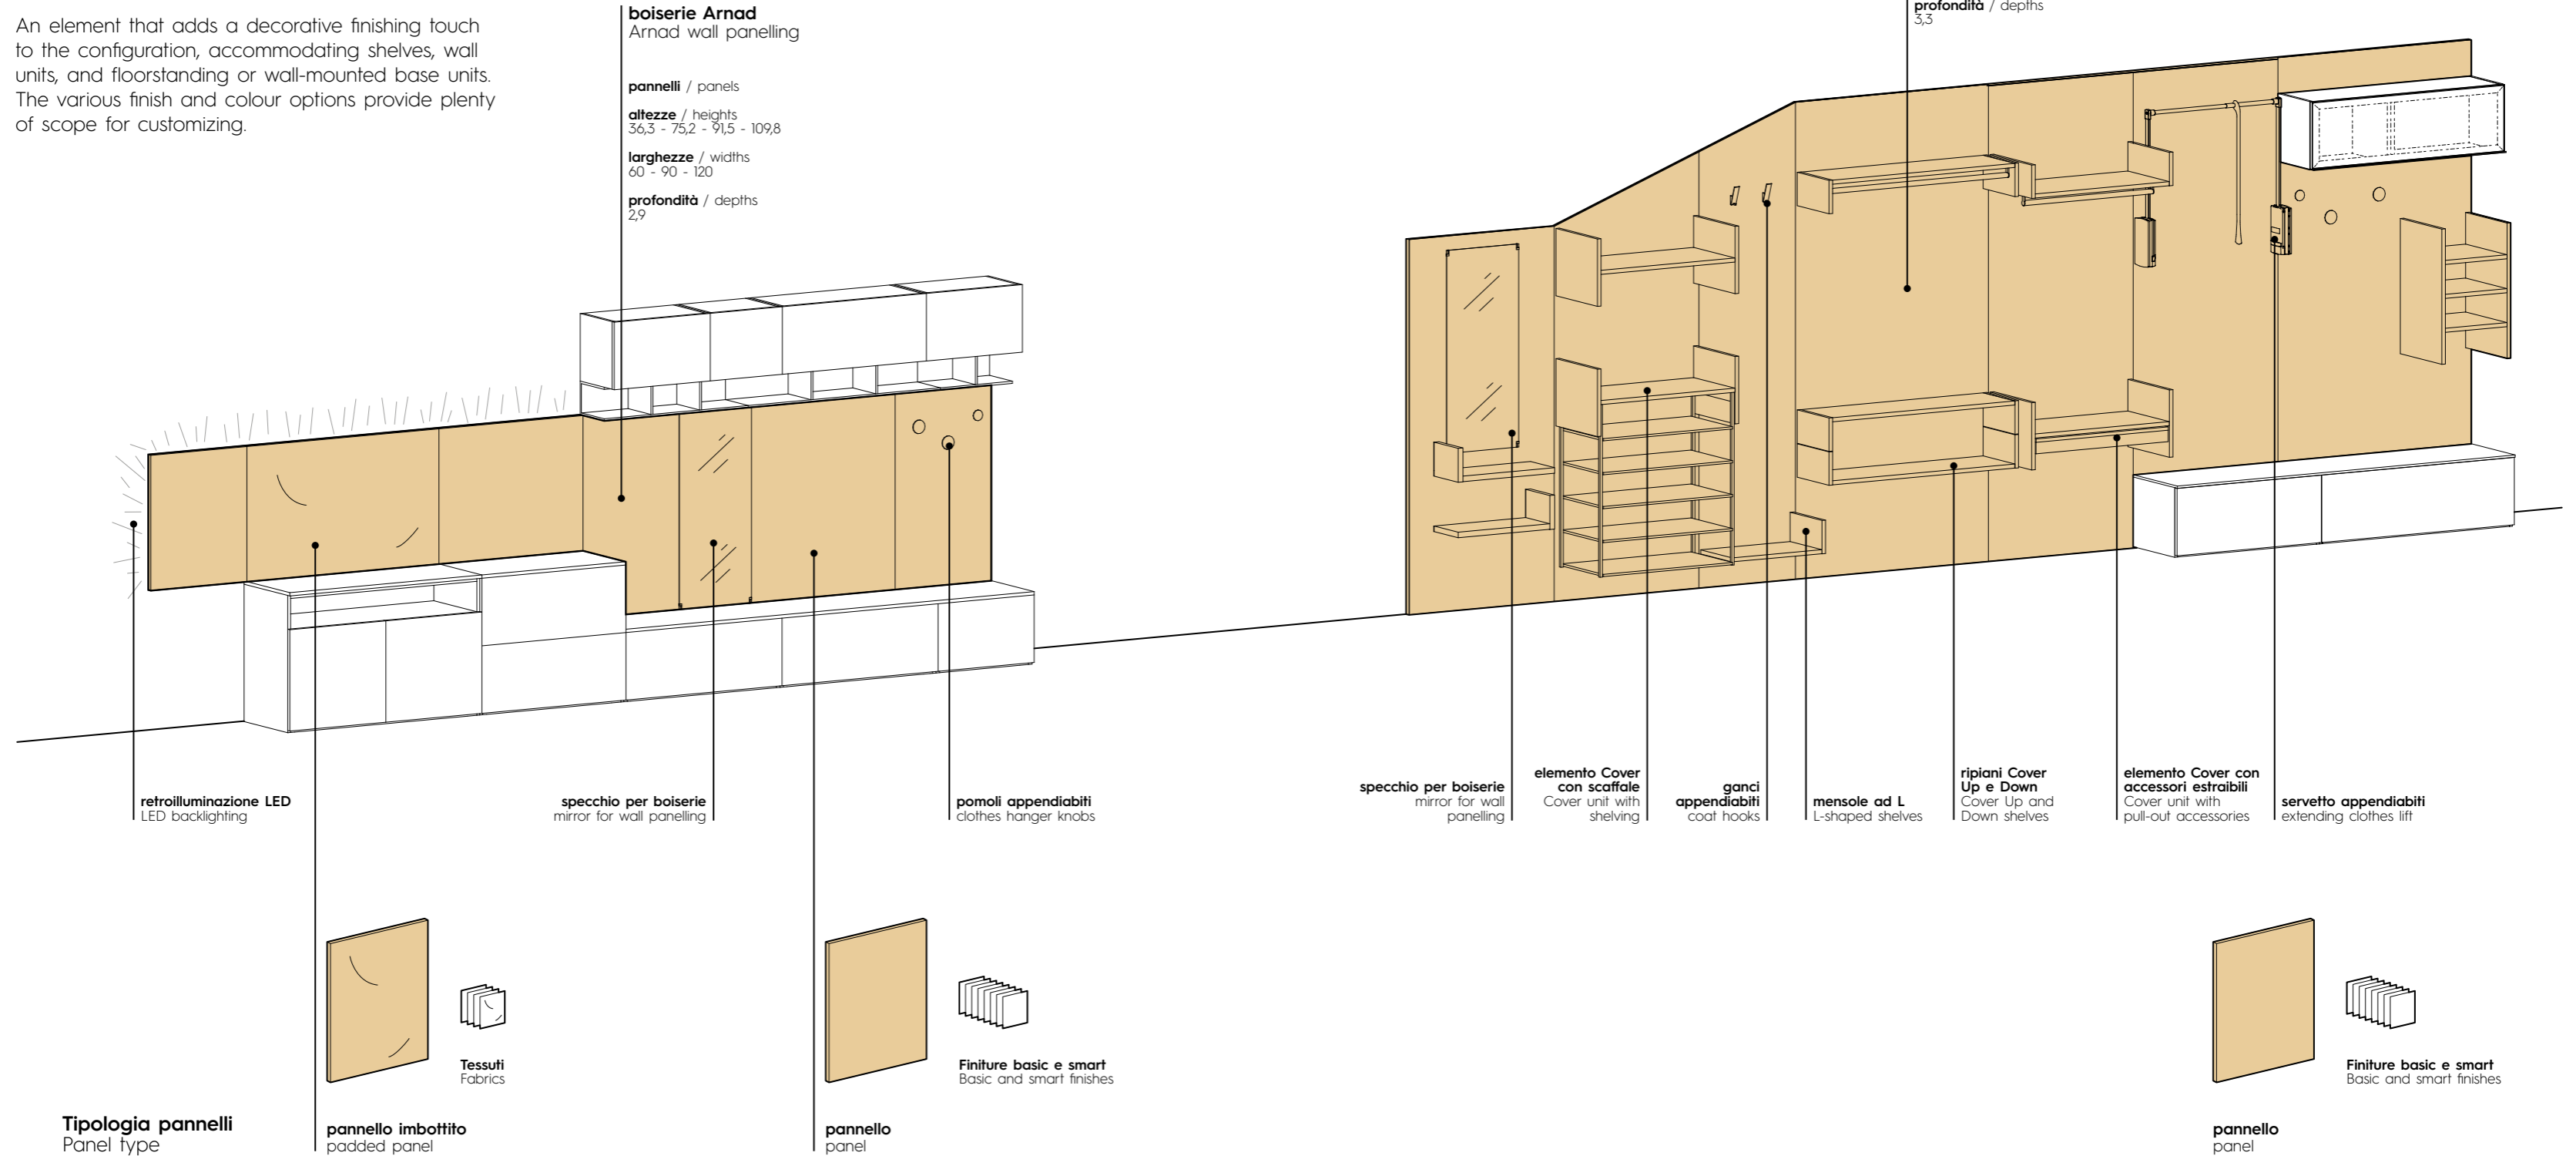 An element that adds a decorative finishing touch
to the configuration, accommodating shelves, wall
units, and floorstanding or wall-mounted base units.
The various finish and colour options provide plenty
of scope for customizing.
boiserie Arnad
Arnad wall panelling
pannelli / panels
altezze / heights
36,3 - 75,2 - 91,5 - 109,8
larghezze / widths
60 - 90 - 120
profondità / depths
2,9
profondità / depths
3,3
retroilluminazione LED
LED backlighting
specchio per boiserie
mirror for wall panelling
pomoli appendiabiti
clothes hanger knobs
specchio per boiserie
mirror for wall
panelling
elemento Cover
con scaffale
Cover unit with
shelving
ganci
appendiabiti
coat hooks
mensole ad L
L-shaped shelves
ripiani Cover
Up e Down
Cover Up and
Down shelves
elemento Cover con
accessori estraibili
Cover unit with
pull-out accessories
servetto appendiabiti
extending clothes lift
Tessuti
Fabrics
Finiture basic e smart
Basic and smart finishes
Finiture basic e smart
Basic and smart finishes
Tipologia pannelli
Panel type
pannello imbottito
padded panel
pannello
panel
pannello
panel